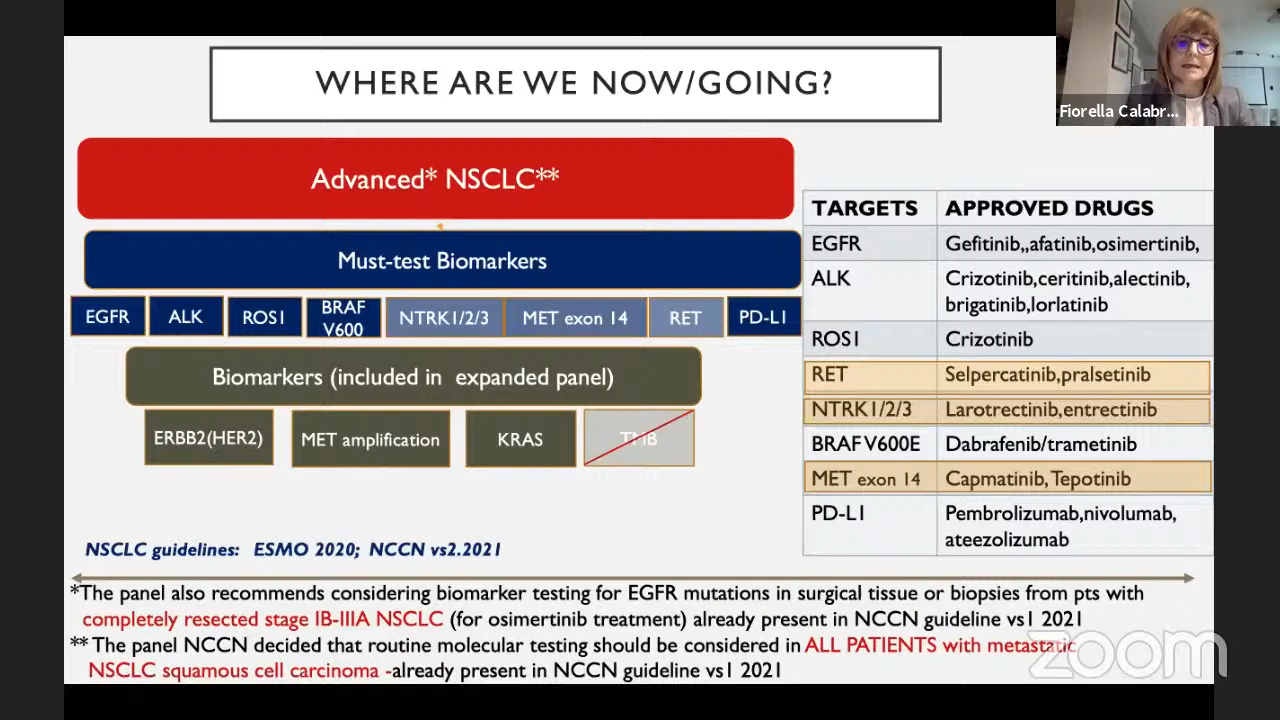 WHERE ARE WE NOW/GOING?
Fiorella Calabr...
Advanced* NSCLC**
Must-test Biomarkers
EGFR
ALK
ROS1
BRAF
V600
NTRK1/2/3
MET exon 14
RET
PD-L1
Biomarkers (included in expanded panel)
ERBB2(HER2)
MET amplification
KRAS
TMB
TARGETS APPROVED DRUGS
EGFR Gefitinib,,afatinib,osimertinib,
ALK Crizotinib,ceritinib,alectinib,
brigatinib,lorlatinib
ROS1 Crizotinib
RET Selpercatinib,pralsetinib
NTRK1/2/3 Larotrectinib,entrectinib
BRAF V600E Dabrafenib/trametinib
MET exon 14 Capmatinib, Tepotinib
PD-L1 Pembrolizumab,nivolumab,
ateezolizumab
NSCLC guidelines: ESMO 2020; NCCN vs2.2021
*The panel also recommends considering biomarker testing for EGFR mutations in surgical tissue or biopsies from pts with
completely resected stage IB-IIIA NSCLC (for osimertinib treatment) already present in NCCN guideline vs1 2021
** The panel NCCN decided that routine molecular testing should be considered in ALL PATIENTS with metastatic
NSCLC squamous cell carcinoma -already present in NCCN guideline vs1 2021
zoom